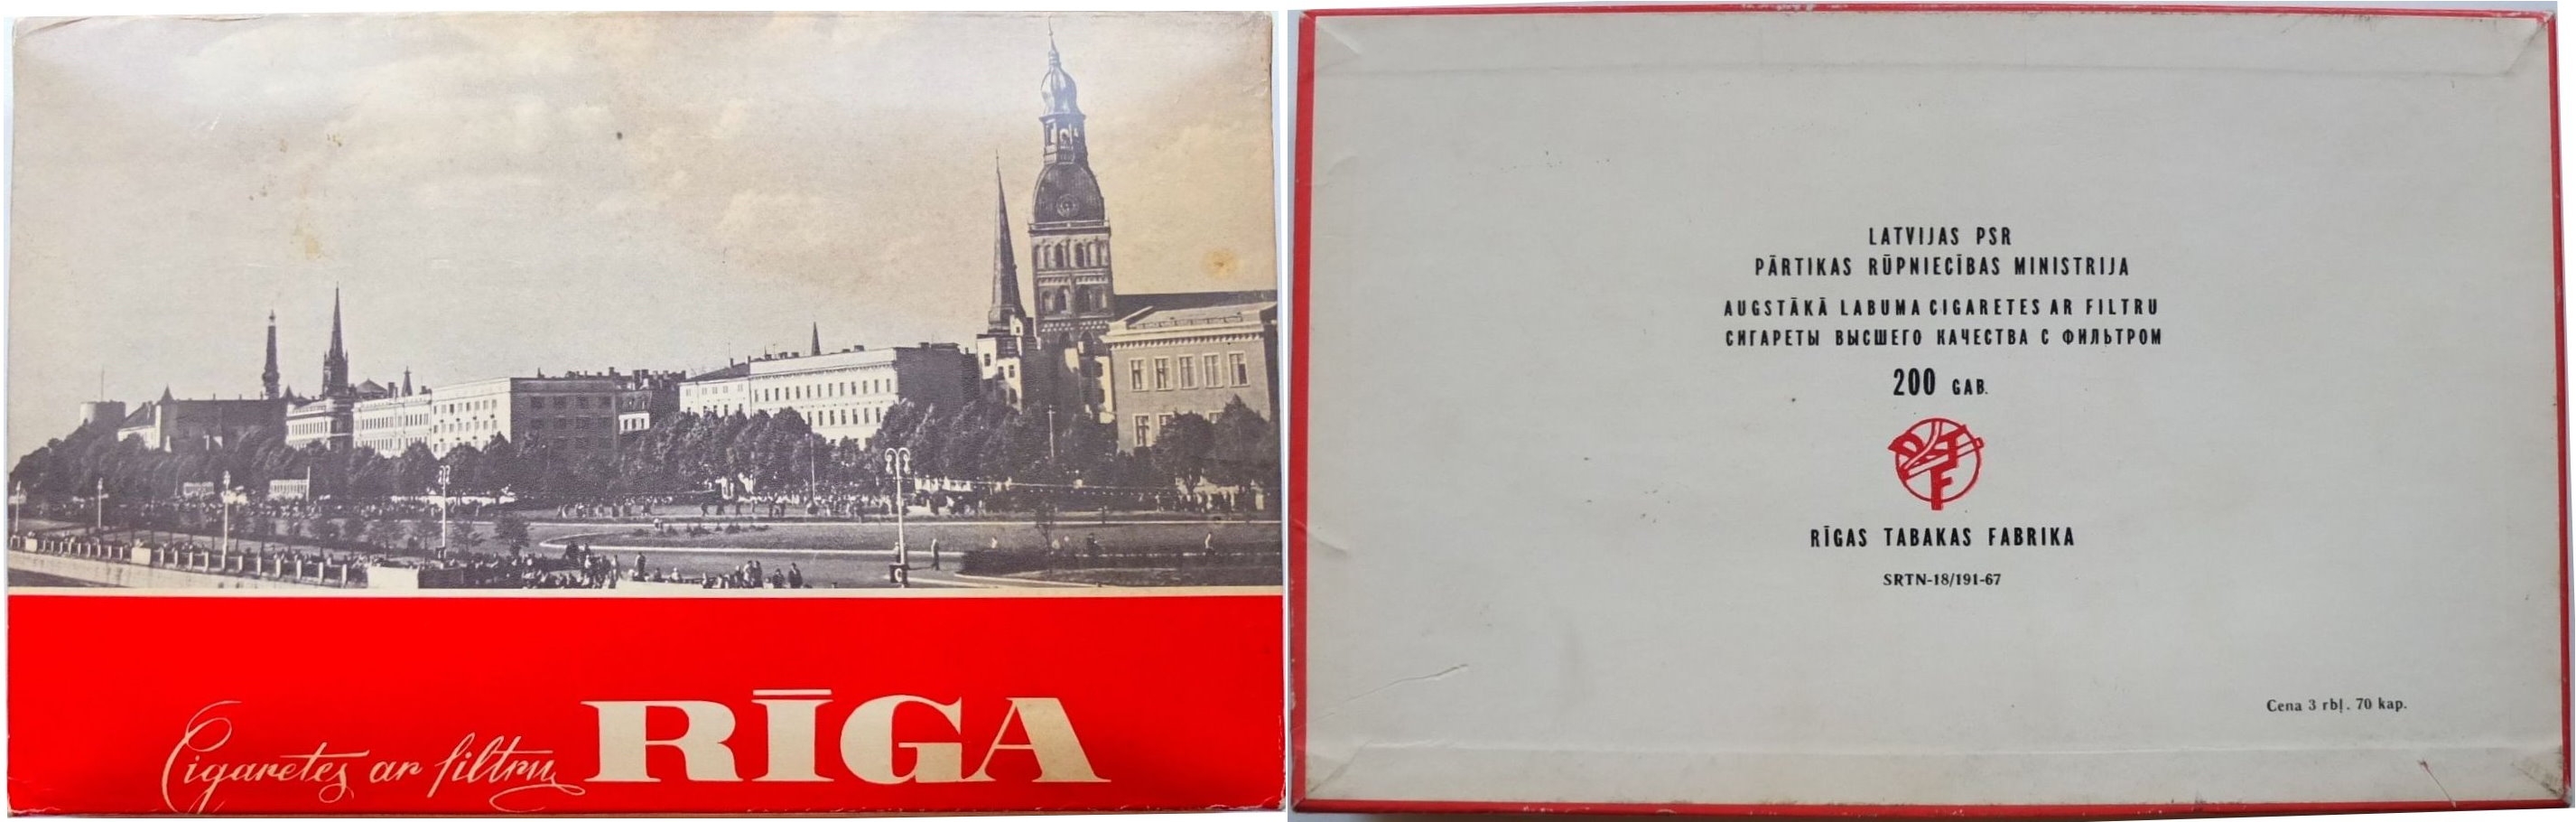 Cigaretes ar filtru RĪGA
LATVIJAS PSR
PĀRTIKAS RŪPNIECĪBAS MINISTRIJA
AUGSTĀKĀ LABUMA CIGARETES AR FILTRU
СИГАРЕТЫ ВЫСШЕГО КАЧЕСТВА С ФИЛЬТРОМ
200 GAB.
RTF
RĪGAS TABAKAS FABRIKA
SRTN-18/191-67
Cena 3 rbļ. 70 kap.